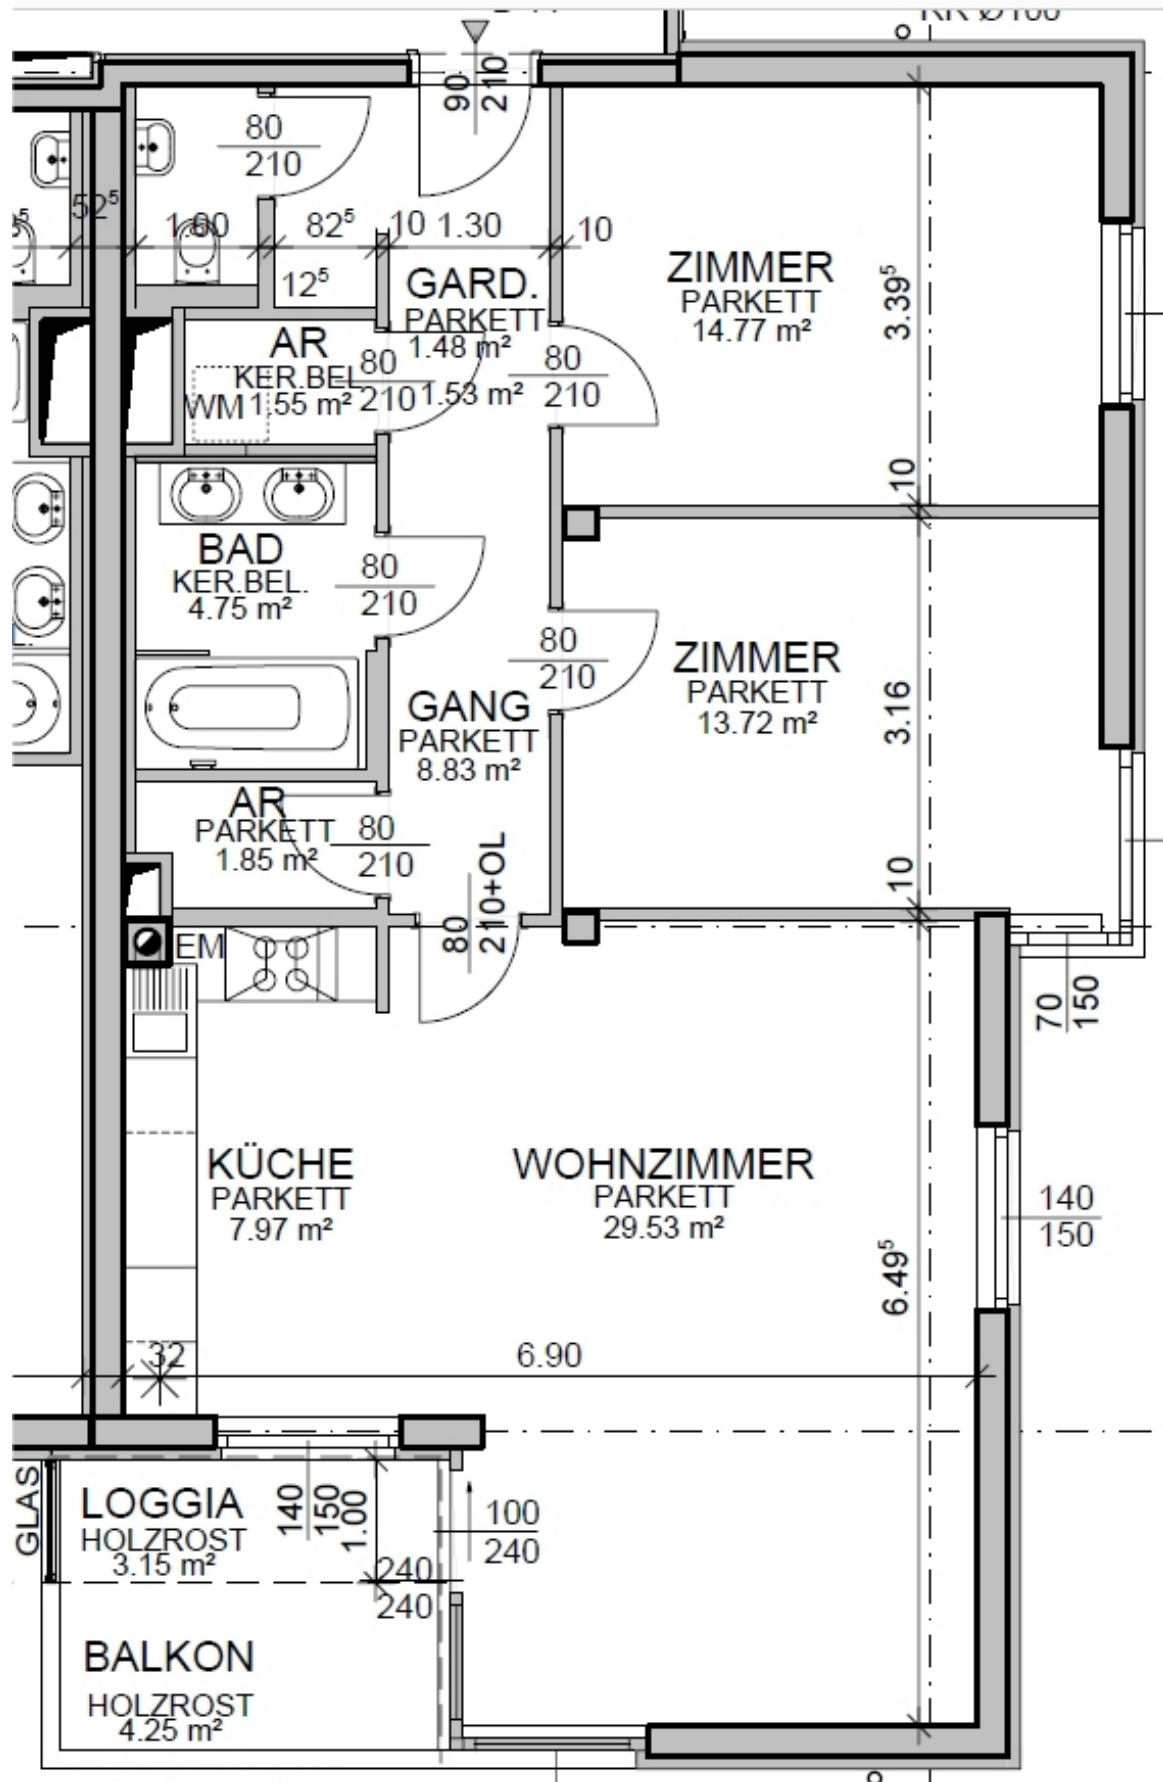 RR Ø100
90
210
80
210
52⁵
1.60
82⁵
10
1.30
10
12⁵
GARD.
PARKETT
1.48 m²
1.53 m²
ZIMMER
PARKETT
14.77 m²
3.39⁵
AR
KER.BEL
1.55 m²
WM
80
210
80
210
10
BAD
KER.BEL.
4.75 m²
80
210
80
210
ZIMMER
PARKETT
13.72 m²
3.16
GANG
PARKETT
8.83 m²
AR
PARKETT
1.85 m²
80
210
10
80
210+OL
EM
70
150
KÜCHE
PARKETT
7.97 m²
WOHNZIMMER
PARKETT
29.53 m²
140
150
6.49⁵
32
6.90
GLAS
LOGGIA
HOLZROST
3.15 m²
140
150
1.00
100
240
240
240
BALKON
HOLZROST
4.25 m²